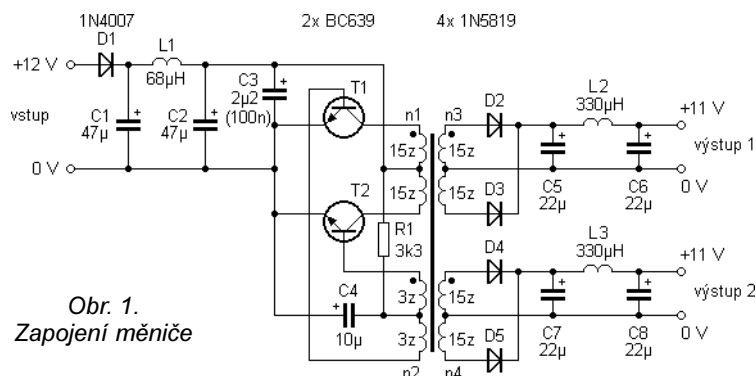 1N4007
2x BC639
4x 1N5819
D1
L1
68µH
+12 V
vstup
0 V
C1
47µ
+
C2
47µ
+
C3
2µ2
(100n)
+
T1
T2
n1
15z
15z
n3
15z
15z
D2
D3
L2
330µH
+11 V
výstup 1
0 V
C5
22µ
+
C6
22µ
+
R1
3k3
C4
10µ
+
3z
3z
n2
15z
15z
n4
D4
D5
L3
330µH
+11 V
výstup 2
0 V
C7
22µ
+
C8
22µ
+
Obr. 1.
Zapojení měniče